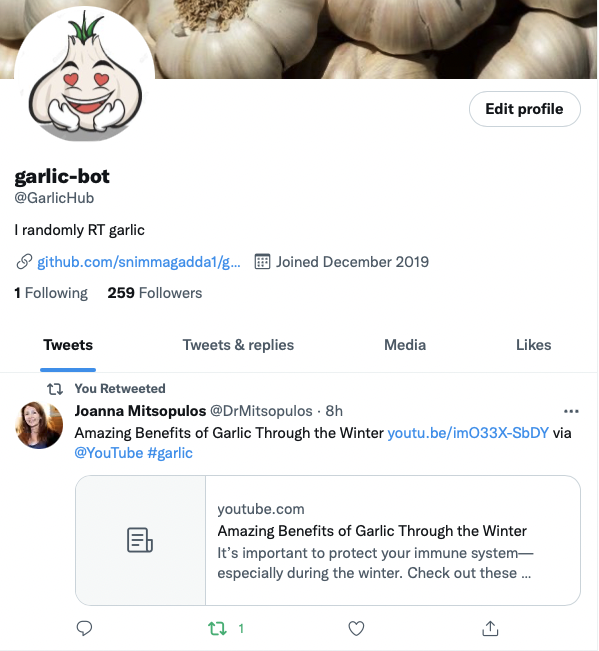 Edit profile
garlic-bot
@GarlicHub
I randomly RT garlic
github.com/snimmagadda1/g... Joined December 2019
1 Following 259 Followers
Tweets Tweets & replies Media Likes
You Retweeted
Joanna Mitsopulos @DrMitsopulos · 8h
Amazing Benefits of Garlic Through the Winter youtu.be/imO33X-SbDY via
@YouTube #garlic
youtube.com
Amazing Benefits of Garlic Through the Winter
It's important to protect your immune system—
especially during the winter. Check out these ...
1